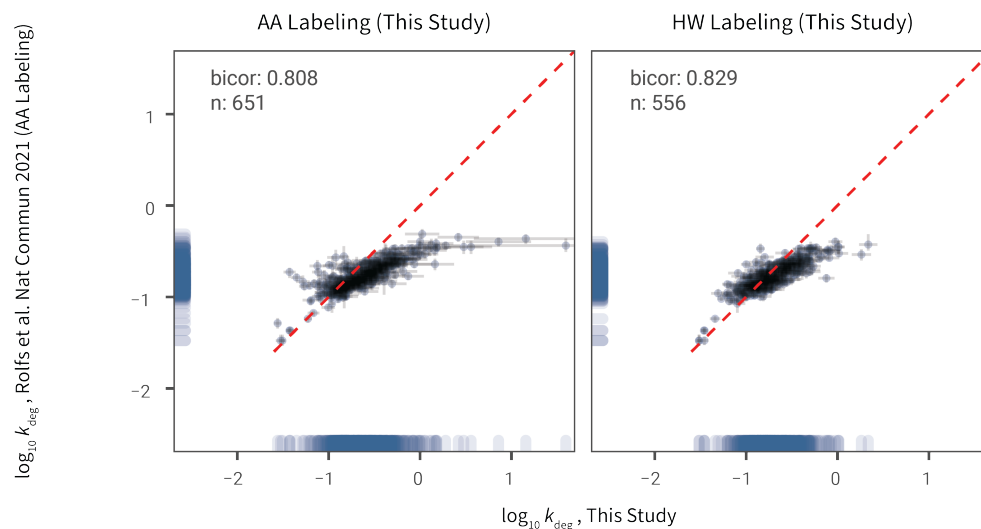 AA Labeling (This Study)
HW Labeling (This Study)
log10 kdeg, Rolfs et al. Nat Commun 2021 (AA Labeling)
bicor: 0.808
n: 651
bicor: 0.829
n: 556
1
0
−1
−2
−2 −1 0 1
−2 −1 0 1
log10 kdeg, This Study